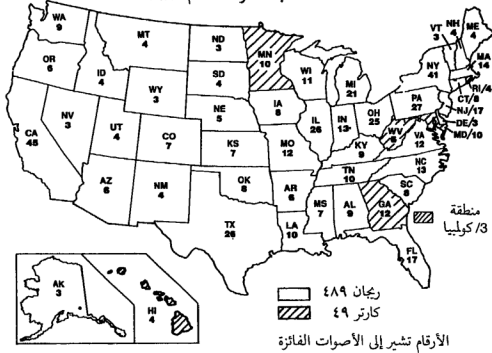 WA
9
MT
4
ND
3
MN
10
VT
3
NH
4
ME
4
OR
6
ID
4
SD
4
WI
11
MI
21
NY
41
MA
14
RI/4
CT/8
NJ/17
DE/3
MD/10
WY
3
NE
5
IA
8
PA
27
NV
3
UT
4
CO
7
IL
26
IN
13
OH
25
WV
6
VA
12
CA
45
KS
7
MO
12
KY
9
NC
13
AZ
6
NM
4
OK
8
AR
6
TN
10
SC
8
MS
7
AL
9
GA
12
TX
26
LA
10
FL
17
منطقة
كولمبيا /3
AK
3
HI
4
ريجان ٤٨٩
كارتر ٤٩
الأرقام تشير إلى الأصوات الفائزة